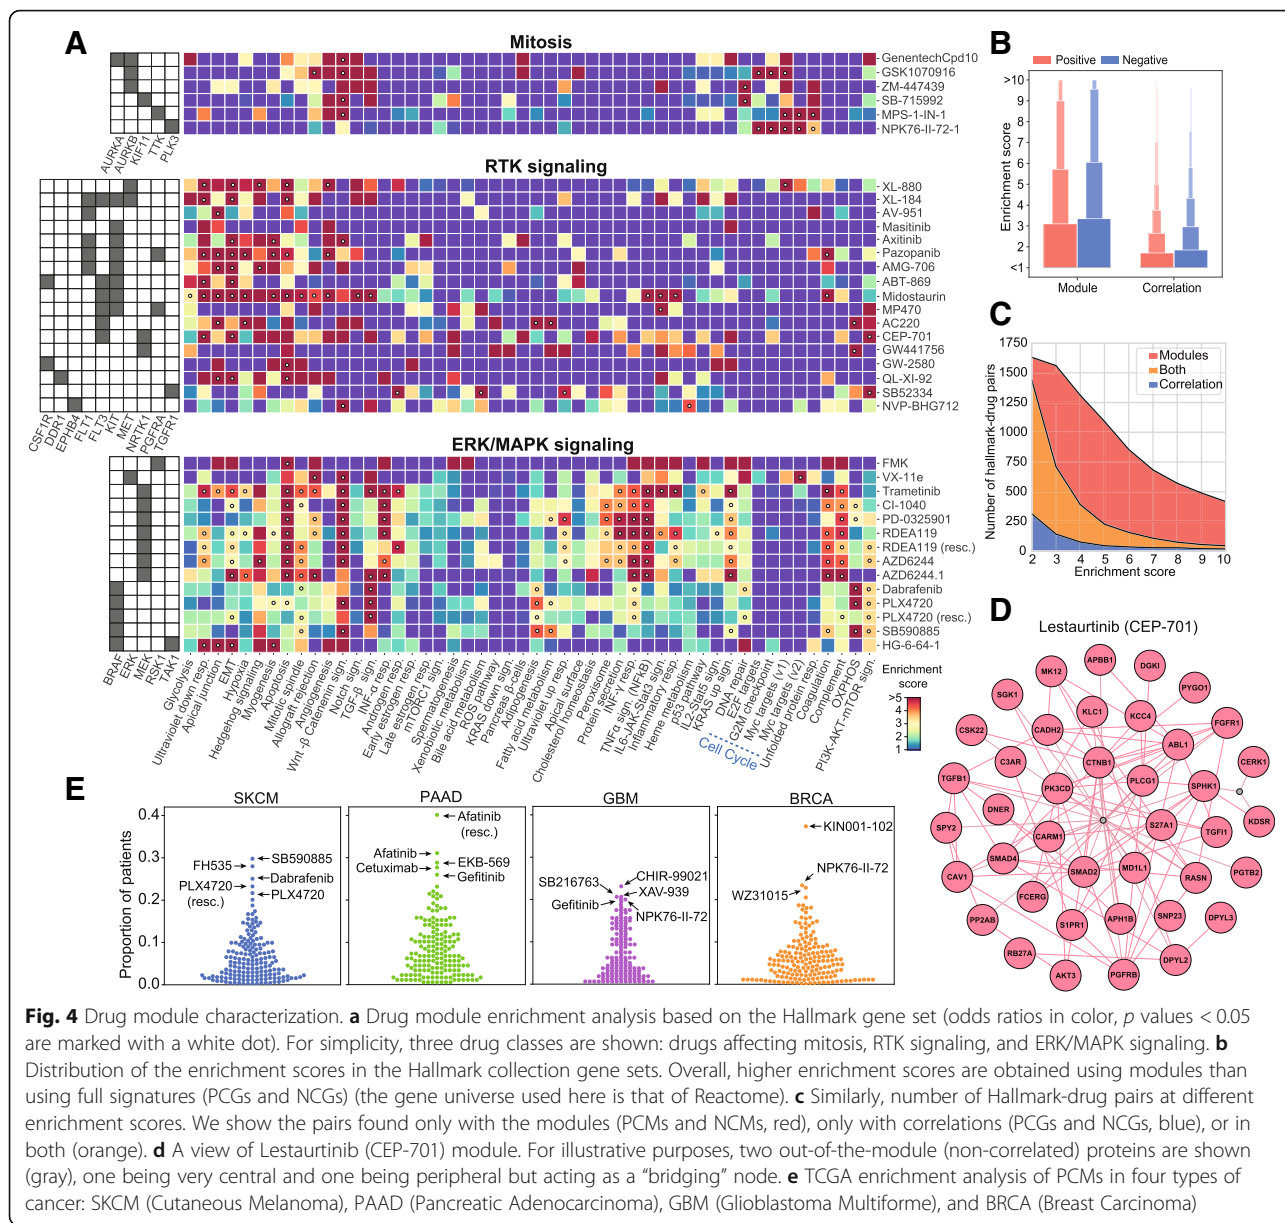 A
Mitosis
GenentechCpd10
GSK1070916
ZM-447439
SB-715992
MPS-1-IN-1
NPK76-II-72-1
AURKA
AURKB
KIF11
TTK
PLK3
RTK signaling
XL-880
XL-184
AV-951
Masitinib
Axitinib
Pazopanib
AMG-706
ABT-869
Midostaurin
MP470
AC220
CEP-701
GW441756
GW-2580
QL-XI-92
SB52334
NVP-BHG712
CSF1R
DDR1
EPHB4
FLT1
FLT3
KIT
MET
NRTK1
PGFRA
TGFR1
ERK/MAPK signaling
FMK
VX-11e
Trametinib
CI-1040
PD-0325901
RDEA119
RDEA119 (resc.)
AZD6244
AZD6244.1
Dabrafenib
PLX4720
PLX4720 (resc.)
SB590885
HG-6-64-1
BRAF
ERK
MEK
RSK1
TAK1
Glycolysis
Ultraviolet down resp.
Apical junction
EMT
Hypoxia
Hedgehog signaling
Myogenesis
Apoptosis
Mitotic spindle
Allograft rejection
Angiogenesis
Wnt -β Catenin sign.
Notch sign.
TGF-β sign.
INF-α resp.
Androgen resp.
Early estrogen resp.
Late estrogen resp.
mTORC1 sign.
Spermatogenesis
Xenobiotic metabolism
Bile acid metabolism
ROS pathway
KRAS down sign.
Pancreas β-cells
Adipogenesis
Fatty acid metabolism
Ultraviolet up resp.
Apical surface
Cholesterol homeostasis
Peroxisome
Protein secretion
INF-γ resp.
TNFα sign. (NFKB)
IL6-JAK-Stat3 sign.
Inflammatory resp.
Heme metabolism
p53 pathway
IL2-Stat5 sign.
KRAS up sign.
DNA repair
E2F targets
G2M checkpoint
Myc targets (v1)
Myc targets (v2)
Unfolded protein resp.
Coagulation
Complement
OXPHOS
PI3K-AKT-mTOR sign.
Cell Cycle
Enrichment
score
>5
4
3
2
1
B
Positive
Negative
Enrichment score
>10
9
8
7
6
5
4
3
2
<1
Module
Correlation
C
Number of hallmark-drug pairs
1750
1500
1250
1000
750
500
250
0
Modules
Both
Correlation
2 3 4 5 6 7 8 9 10
Enrichment score
D
Lestaurtinib (CEP-701)
APBB1
MK12
DGKI
PYGO1
SGK1
KLC1
KCC4
FGFR1
CSK22
CADH2
ABL1
CERK1
C3AR
CTNB1
PLCG1
TGFB1
PK3CD
SPHK1
DNER
KDSR
SPY2
CARM1
S27A1
TGFI1
SMAD4
SMAD2
MD1L1
RASN
PGTB2
CAV1
FCERG
PP2AB
S1PR1
APH1B
SNP23
DPYL3
RB27A
AKT3
PGFRB
DPYL2
E
SKCM
PAAD
GBM
BRCA
Proportion of patients
0.4
0.3
0.2
0.1
0.0
SB590885
FH535
Dabrafenib
PLX4720
(resc.)
PLX4720
Afatinib
(resc.)
Afatinib
EKB-569
Cetuximab
Gefitinib
CHIR-99021
SB216763
XAV-939
Gefitinib
NPK76-II-72
KIN001-102
NPK76-II-72
WZ31015
Fig. 4 Drug module characterization. a Drug module enrichment analysis based on the Hallmark gene set (odds ratios in color, p values < 0.05
are marked with a white dot). For simplicity, three drug classes are shown: drugs affecting mitosis, RTK signaling, and ERK/MAPK signaling. b
Distribution of the enrichment scores in the Hallmark collection gene sets. Overall, higher enrichment scores are obtained using modules than
using full signatures (PCGs and NCGs) (the gene universe used here is that of Reactome). c Similarly, number of Hallmark-drug pairs at different
enrichment scores. We show the pairs found only with the modules (PCMs and NCMs, red), only with correlations (PCGs and NCGs, blue), or in
both (orange). d A view of Lestaurtinib (CEP-701) module. For illustrative purposes, two out-of-the-module (non-correlated) proteins are shown
(gray), one being very central and one being peripheral but acting as a “bridging” node. e TCGA enrichment analysis of PCMs in four types of
cancer: SKCM (Cutaneous Melanoma), PAAD (Pancreatic Adenocarcinoma), GBM (Glioblastoma Multiforme), and BRCA (Breast Carcinoma)